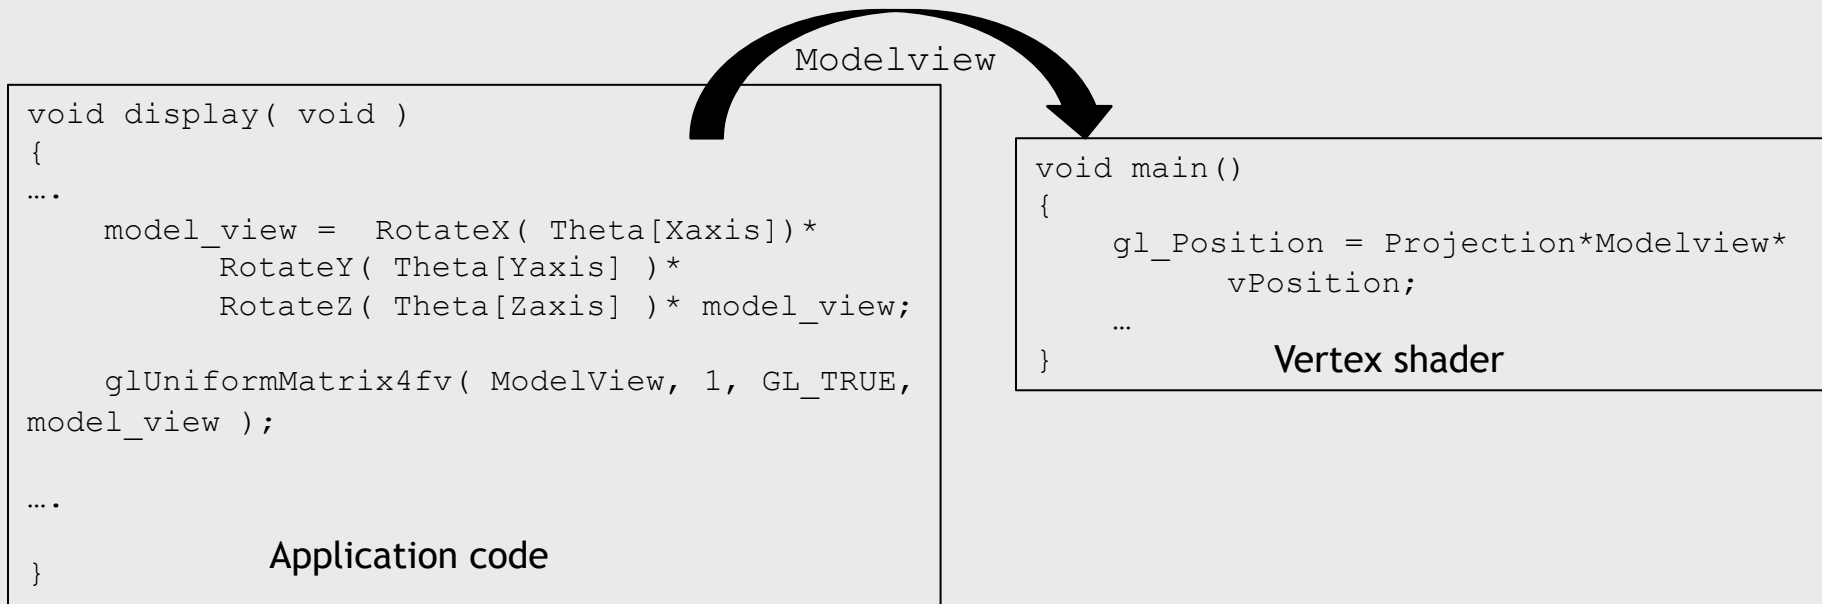 Modelview
void display( void )
{
….
model_view =  RotateX( Theta[Xaxis])*
RotateY( Theta[Yaxis] )*
RotateZ( Theta[Zaxis] )* model_view;
glUniformMatrix4fv( ModelView, 1, GL_TRUE,
model_view );
….
Application code
}
void main()
{
gl_Position = Projection*Modelview*
vPosition;
…
} Vertex shader